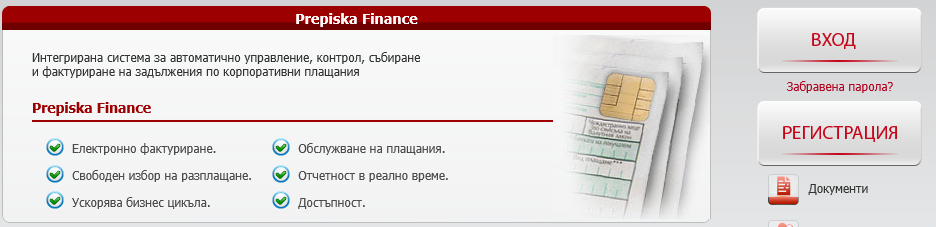 Prepiska Finance
Интегрирана система за автоматично управление, контрол, събиране
и фактуриране на задължения по корпоративни плащания
Prepiska Finance
Електронно фактуриране.
Свободен избор на разплащане.
Ускорява бизнес цикъла.
Обслужване на плащания.
Отчетност в реално време.
Достъпност.
ВХОД
Забравена парола?
РЕГИСТРАЦИЯ
Документи